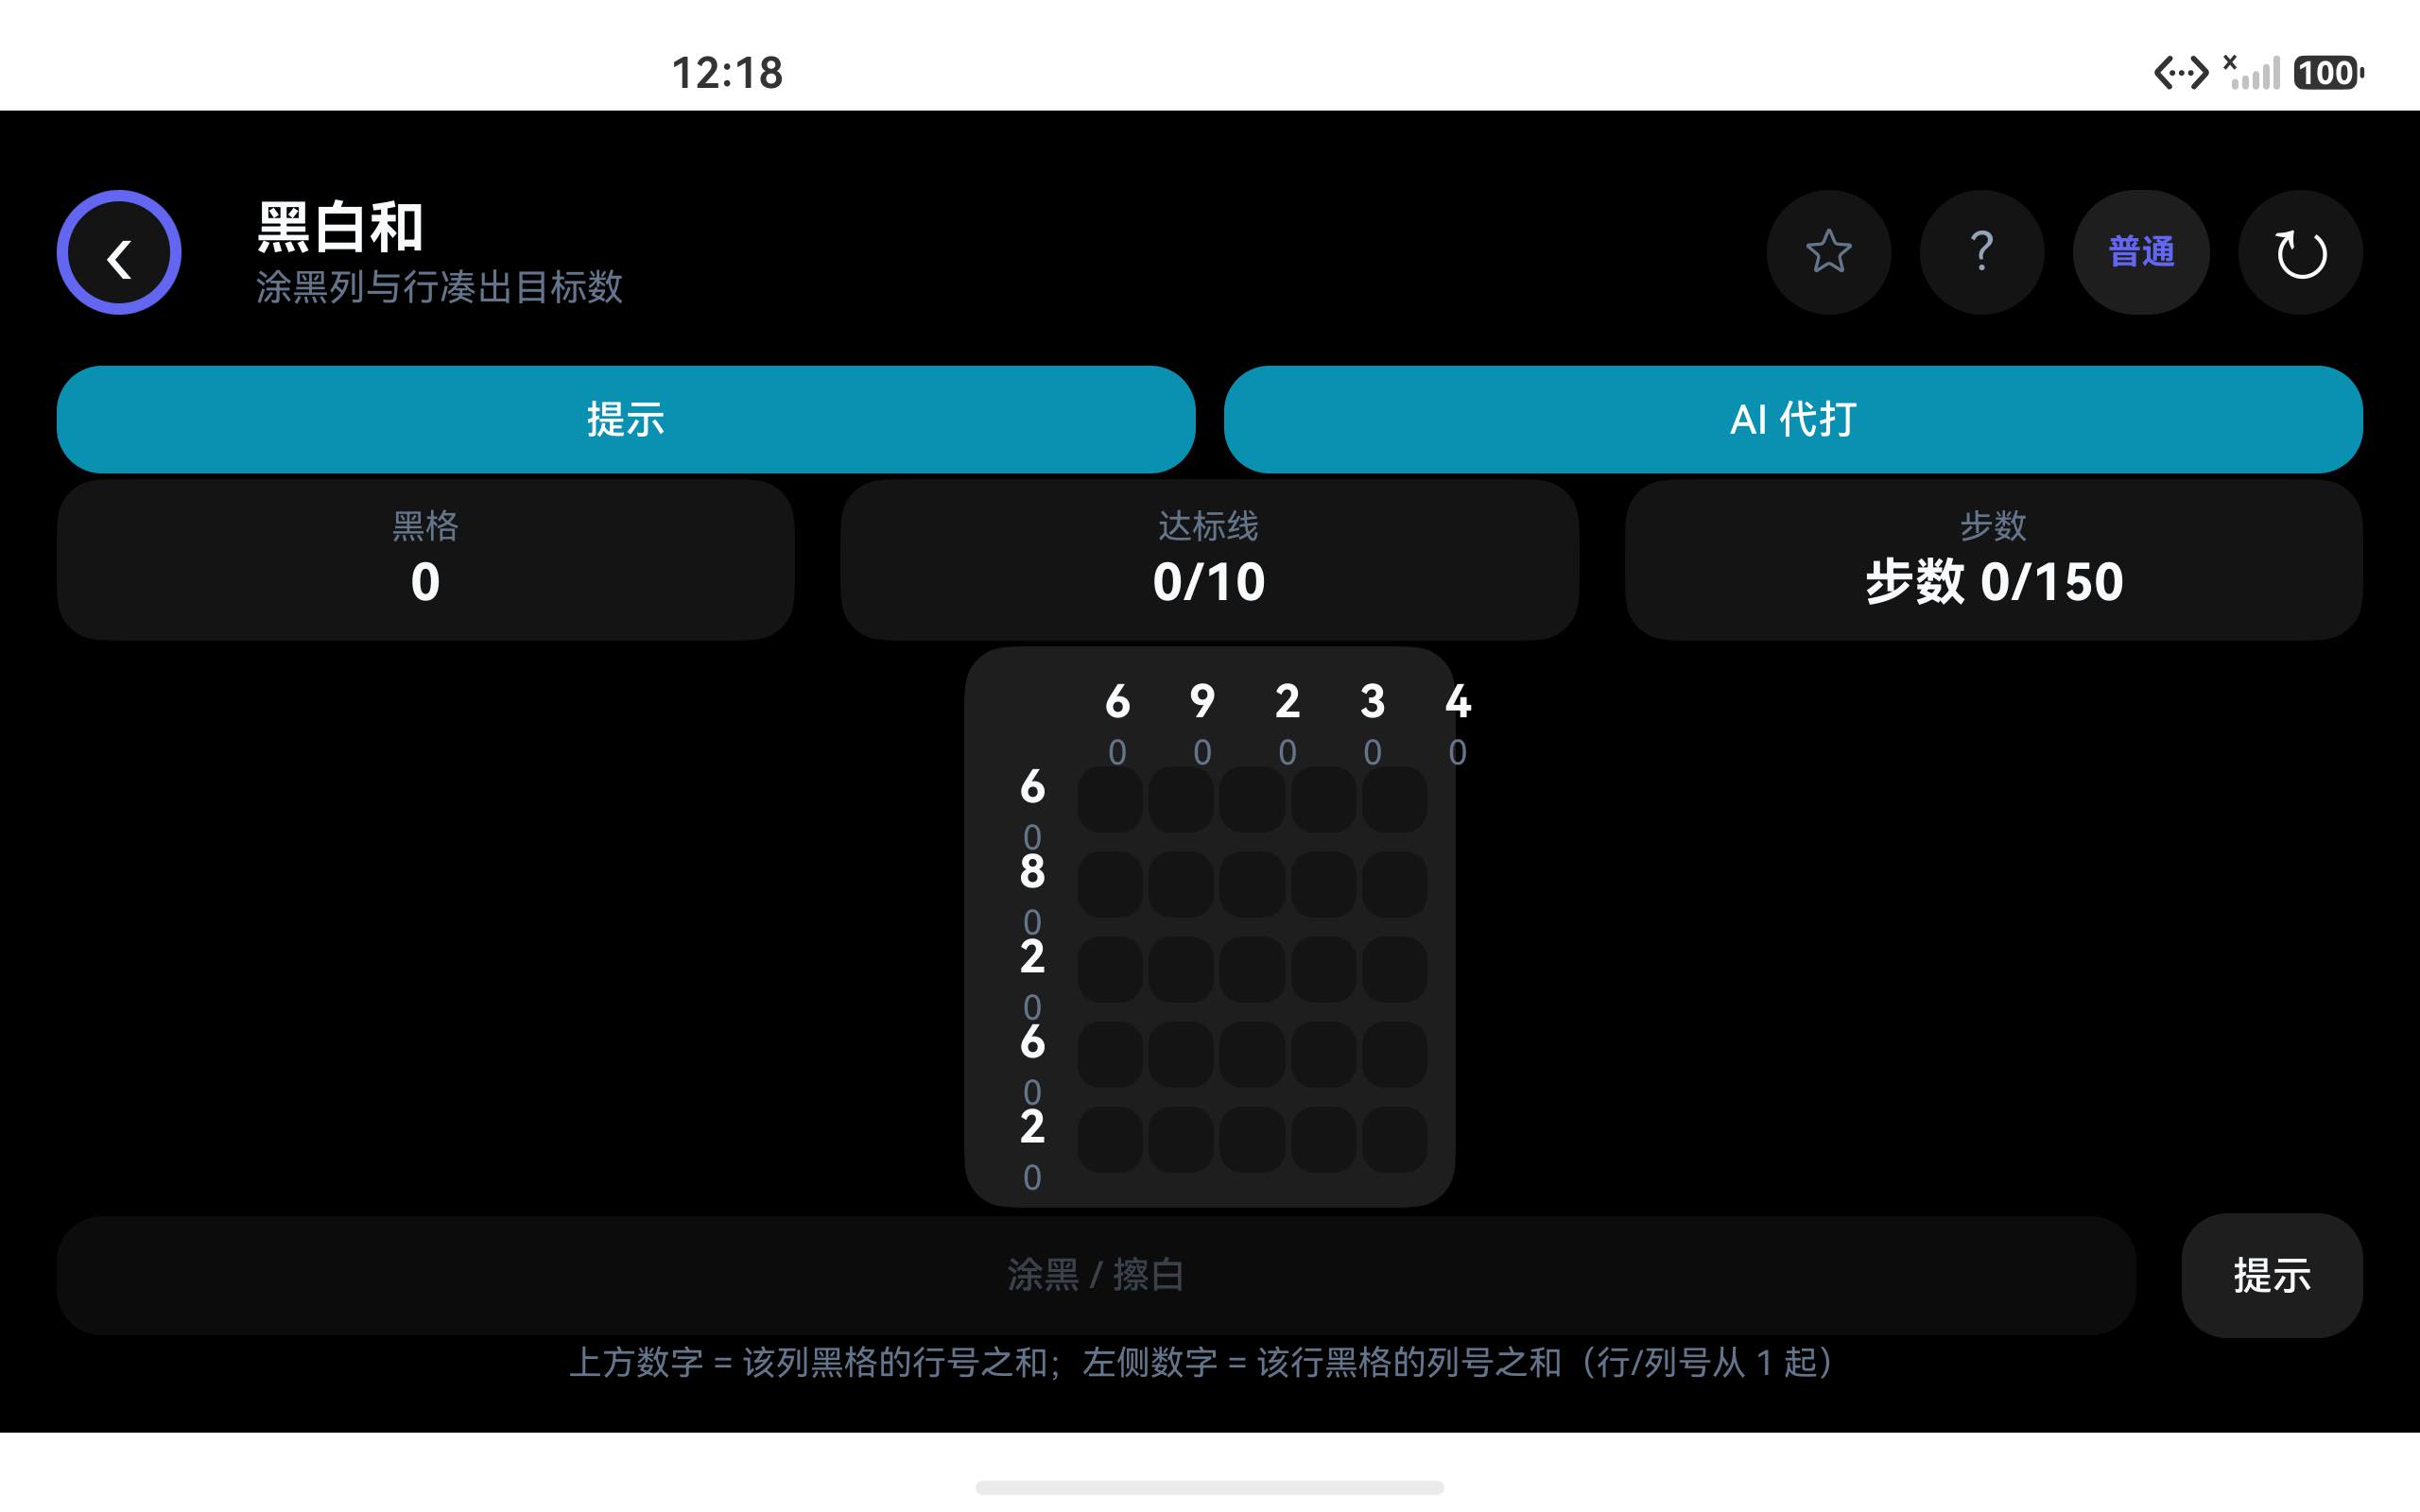 12:18
100
黑白和
涂黑列与行凑出目标数
?
普通
提示
AI 代打
黑格
0
达标线
0/10
步数
步数 0/150
6 9 2 3 4
0 0 0 0 0
6
0
8
0
2
0
6
0
2
0
涂黑 / 擦白
提示
上方数字 = 该列黑格的行号之和；左侧数字 = 该行黑格的列号之和（行/列号从 1 起）